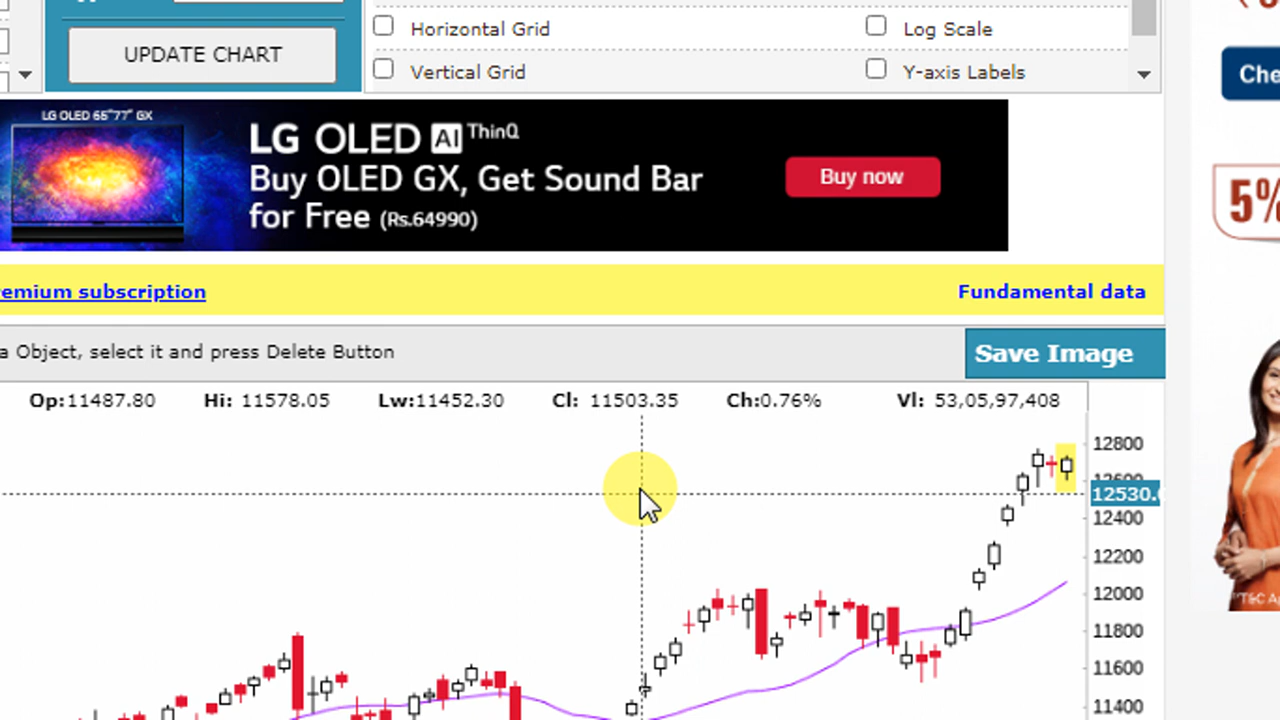 Horizontal Grid
Log Scale
UPDATE CHART
Vertical Grid
Y-axis Labels
LG OLED 65"77" GX
LG OLED AI ThinQ
Buy OLED GX, Get Sound Bar
for Free (Rs.64990)
Buy now
Che
5%
emium subscription
Fundamental data
a Object, select it and press Delete Button
Save Image
Op:11487.80 Hi: 11578.05 Lw:11452.30 Cl: 11503.35 Ch:0.76% Vl: 53,05,97,408
12800
12600
12530.
12400
12200
12000
11800
11600
11400